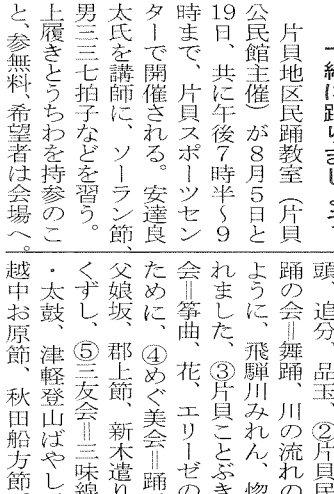 一緒に踊りましょう
片貝地区民踊教室（片貝
公民館主催）が8月5日と
19日、共に午後7時半～9
時まで、片貝スポーツセン
ターで開催される。安達良
太氏を講師に、ソーラン節、
男三三七拍子などを習う。
上履きとうちわを持参のこ
と、参無料、希望者は会場へ。
頭、追分、品玉、②片貝民
踊の会＝舞踊、川の流れの
ように、飛騨川みれん、惚
れました、③片貝ことぶき
会＝箏曲、花、エリーゼの
ために、④めぐ美会＝踊
父娘坂、郡上節、新木遣り
くずし、⑤三友会＝三味線
・太鼓、津軽登山ばやし、
越中お原節、秋田船方節